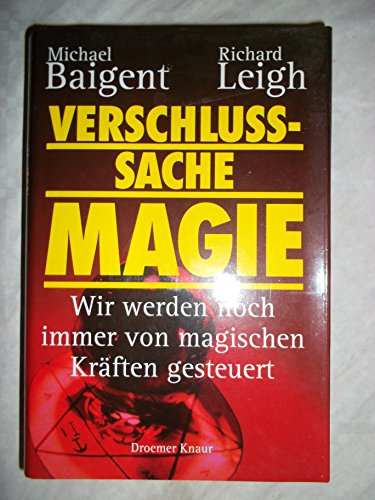 Michael Richard
Baigent Leigh
VERSCHLUSS-
SACHE
MAGIE
Wir werden noch
immer von magischen
Kräften gesteuert
Droemer Knaur